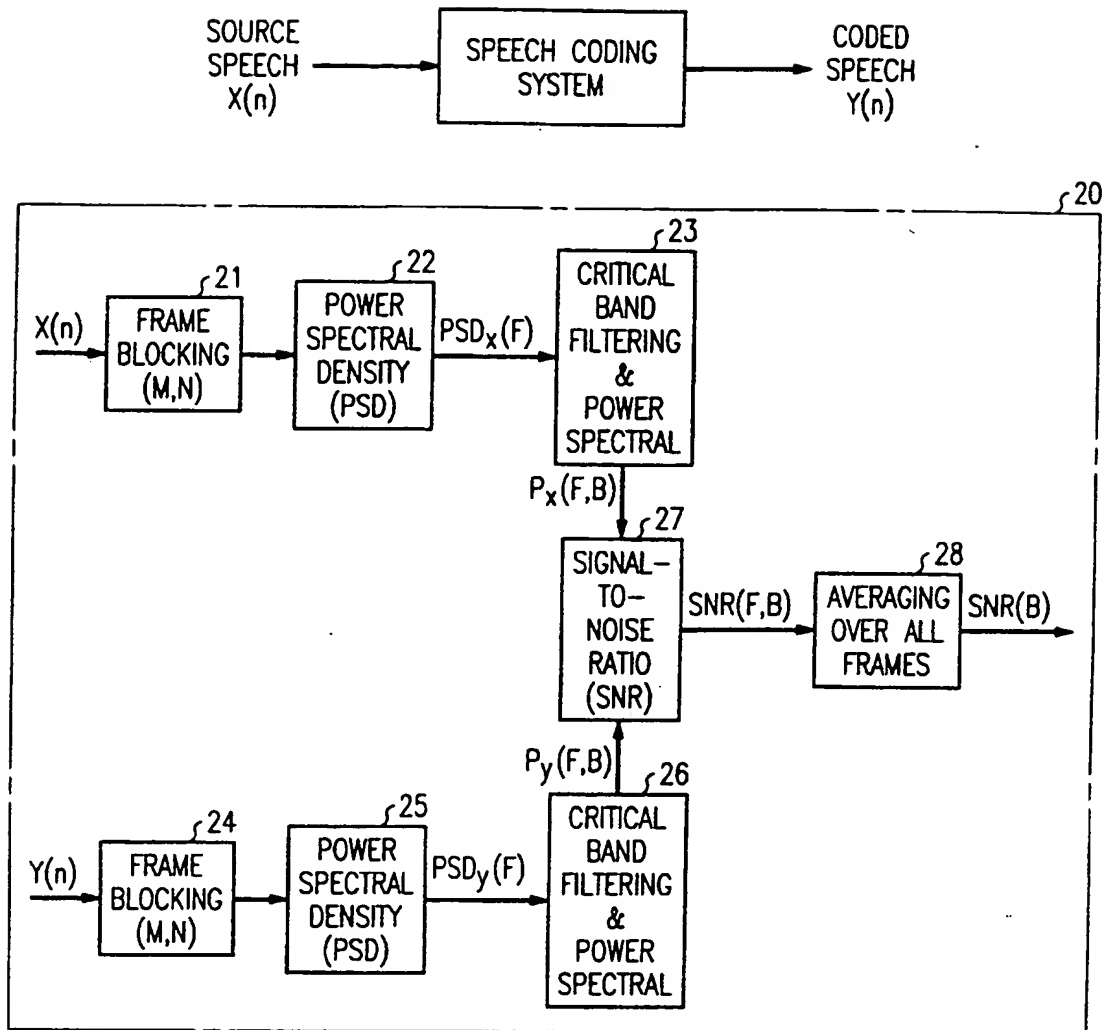 SOURCE
SPEECH
X(n)
SPEECH CODING
SYSTEM
CODED
SPEECH
Y(n)
20
21
22
23
X(n)
FRAME
BLOCKING
(M,N)
POWER
SPECTRAL
DENSITY
(PSD)
PSDx(F)
CRITICAL
BAND
FILTERING
&
POWER
SPECTRAL
Px(F,B)
27
SIGNAL-
TO-
NOISE
RATIO
(SNR)
SNR(F,B)
28
AVERAGING
OVER ALL
FRAMES
SNR(B)
Py(F,B)
24
25
26
Y(n)
FRAME
BLOCKING
(M,N)
POWER
SPECTRAL
DENSITY
(PSD)
PSDy(F)
CRITICAL
BAND
FILTERING
&
POWER
SPECTRAL